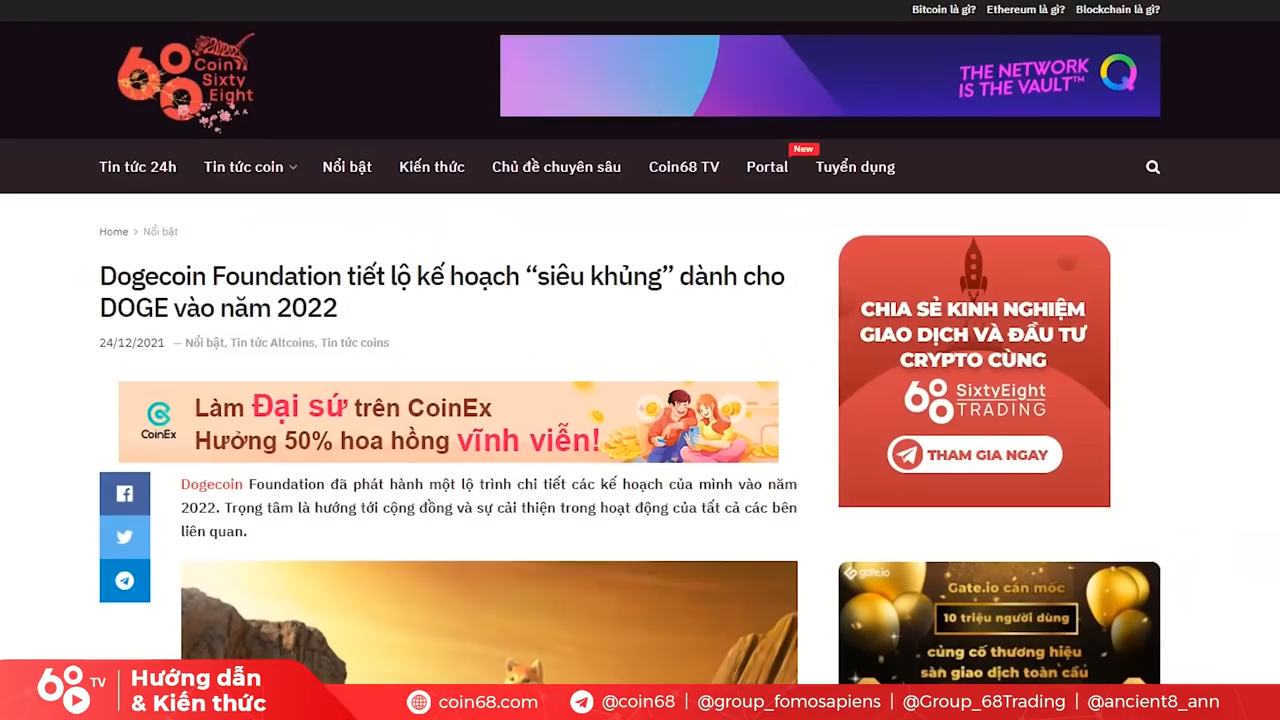 Bitcoin là gì? Ethereum là gì? Blockchain là gì?
68
Coin
Sixty
Eight
THE NETWORK
IS THE VAULT™
Tin tức 24h Tin tức coin Nổi bật Kiến thức Chủ đề chuyên sâu Coin68 TV Portal New Tuyển dụng
Home > Nổi bật
Dogecoin Foundation tiết lộ kế hoạch “siêu khủng” dành cho
DOGE vào năm 2022
24/12/2021 — Nổi bật, Tin tức Altcoins, Tin tức coins
CoinEx
Làm Đại sứ trên CoinEx
Hưởng 50% hoa hồng vĩnh viễn!
Dogecoin Foundation đã phát hành một lộ trình chi tiết các kế hoạch của mình vào năm
2022. Trọng tâm là hướng tới cộng đồng và sự cải thiện trong hoạt động của tất cả các bên
liên quan.
CHIA SẺ KINH NGHIỆM
GIAO DỊCH VÀ ĐẦU TƯ
CRYPTO CÙNG
68 SixtyEight
TRADING
THAM GIA NGAY
gate.io
Gate.io cán mốc
10 triệu người dùng
củng cố thương hiệu
sàn giao dịch toàn cầu
68 TV
Hướng dẫn
& Kiến thức
coin68.com @coin68 | @group_fomosapiens | @Group_68Trading | @ancient8_ann